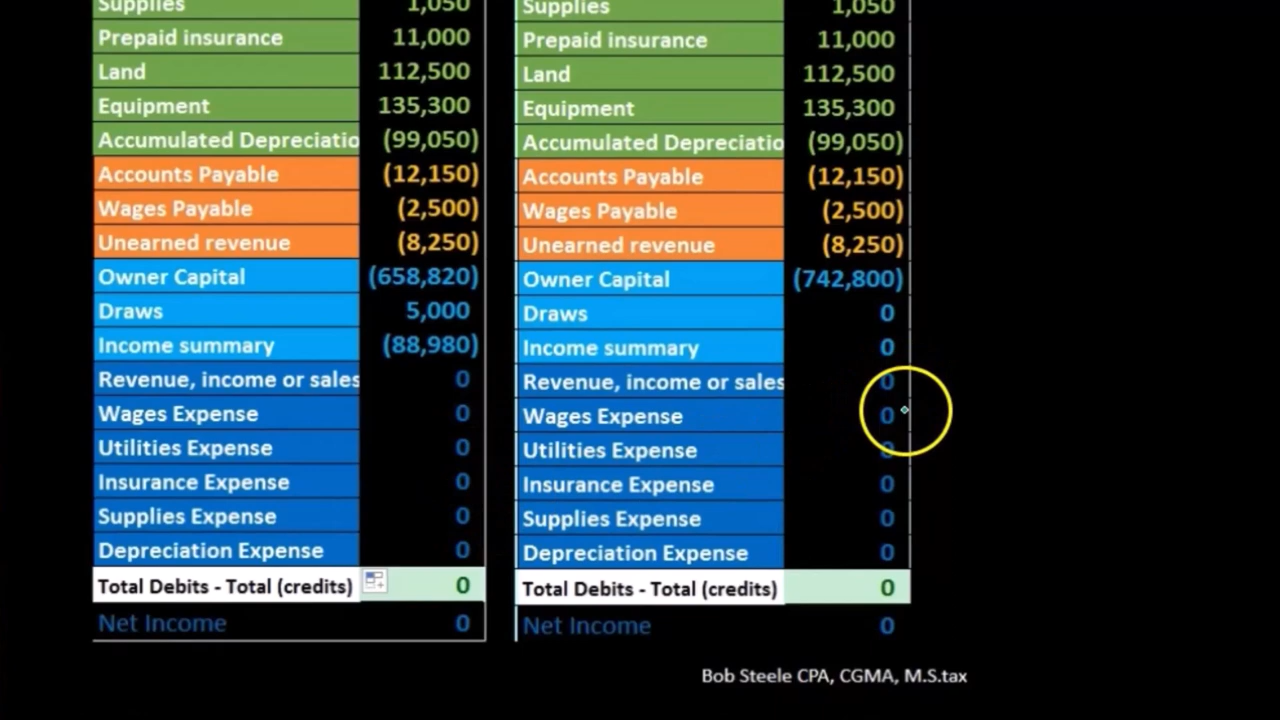 Supplies 1,050
Prepaid insurance 11,000
Land 112,500
Equipment 135,300
Accumulated Depreciatio (99,050)
Accounts Payable (12,150)
Wages Payable (2,500)
Unearned revenue (8,250)
Owner Capital (658,820)
Draws 5,000
Income summary (88,980)
Revenue, income or sales 0
Wages Expense 0
Utilities Expense 0
Insurance Expense 0
Supplies Expense 0
Depreciation Expense 0
Total Debits - Total (credits) 0
Net Income 0
Supplies 1,050
Prepaid insurance 11,000
Land 112,500
Equipment 135,300
Accumulated Depreciatio (99,050)
Accounts Payable (12,150)
Wages Payable (2,500)
Unearned revenue (8,250)
Owner Capital (742,800)
Draws 0
Income summary 0
Revenue, income or sales 0
Wages Expense 0
Utilities Expense 0
Insurance Expense 0
Supplies Expense 0
Depreciation Expense 0
Total Debits - Total (credits) 0
Net Income 0
Bob Steele CPA, CGMA, M.S.tax